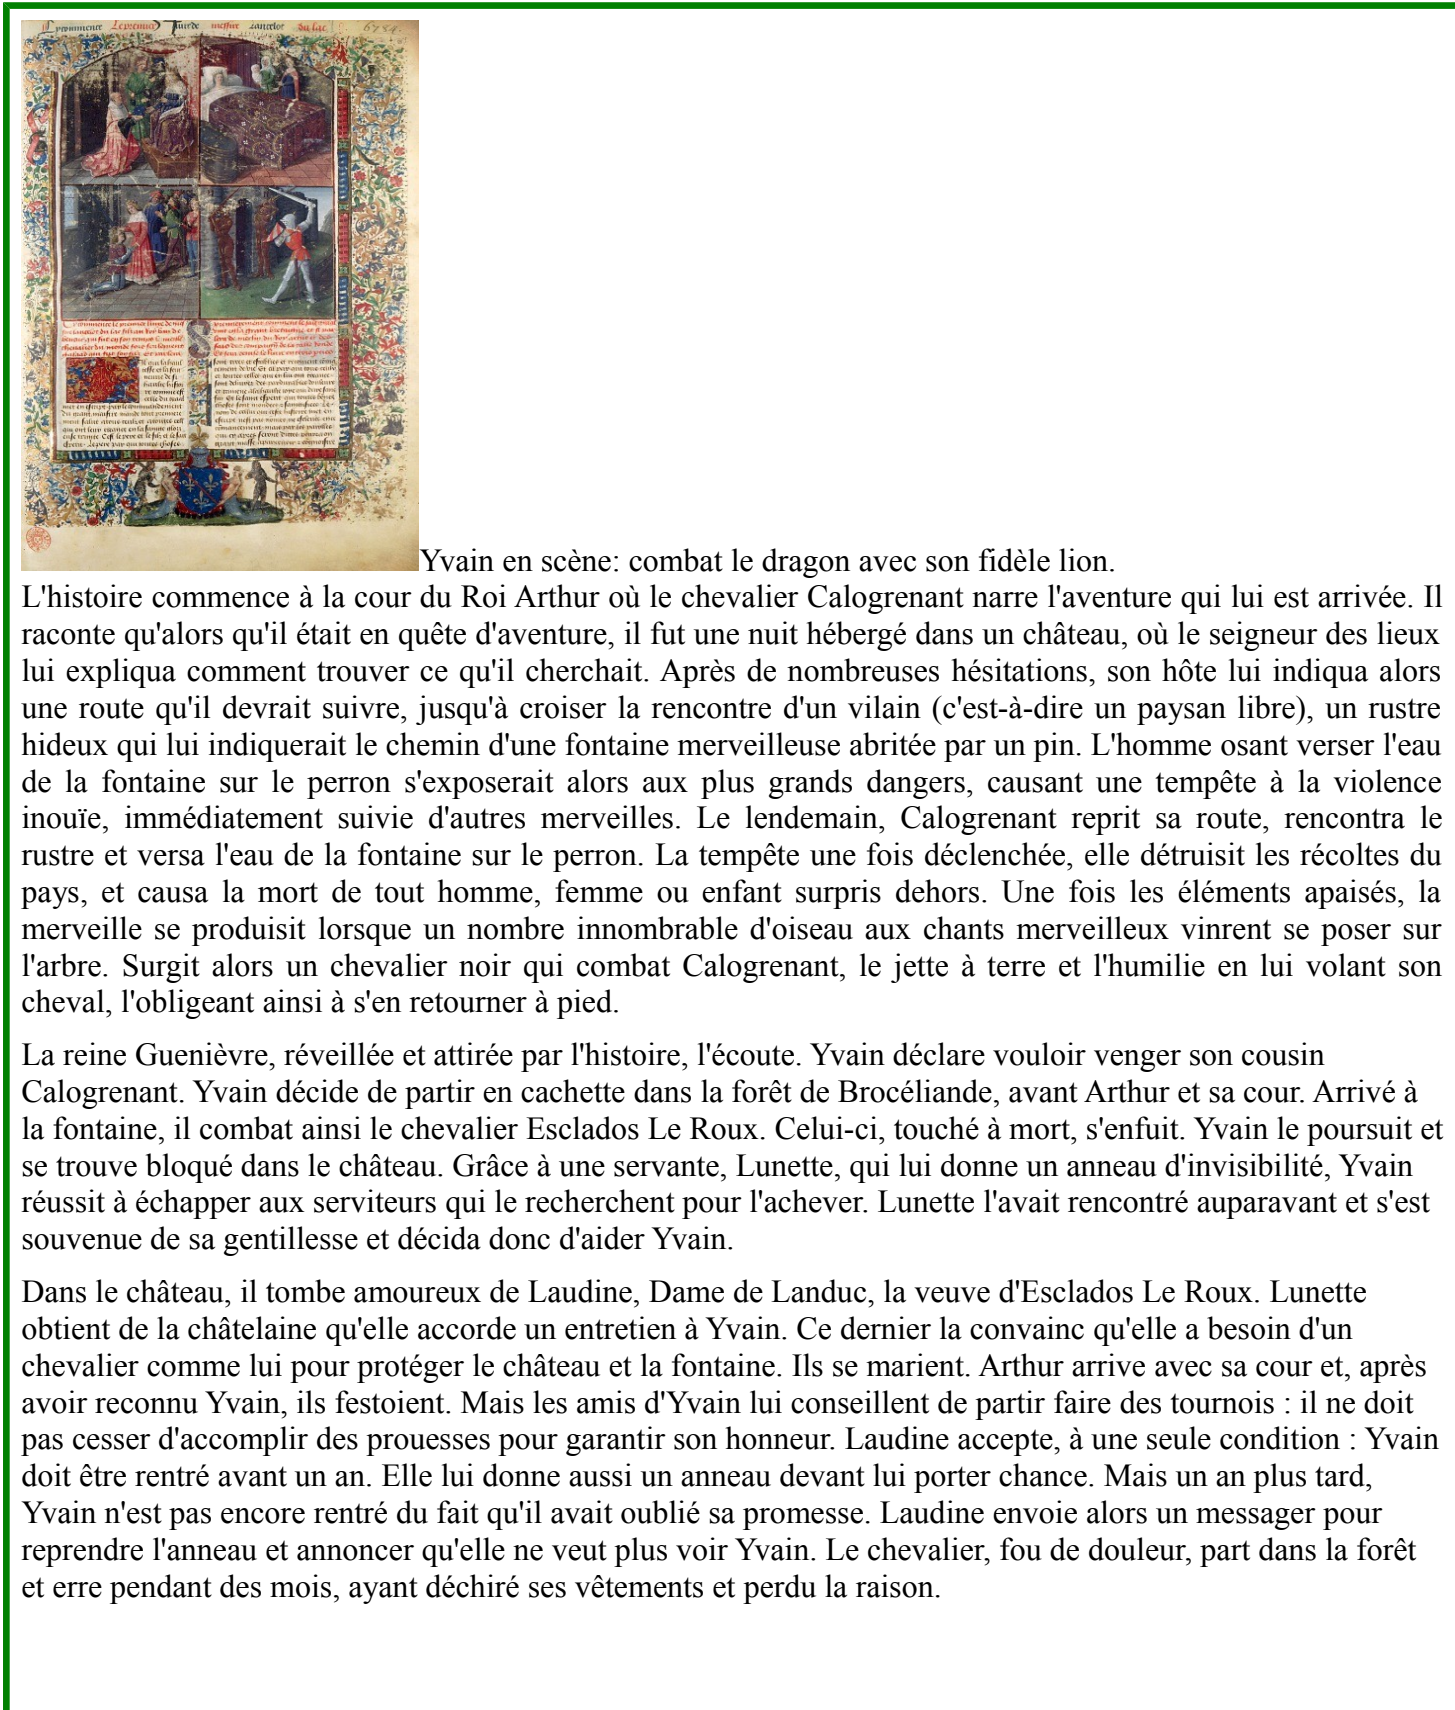 Yvain en scène: combat le dragon avec son fidèle lion.
L'histoire commence à la cour du Roi Arthur où le chevalier Calogrenant narre l'aventure qui lui est arrivée. Il
raconte qu'alors qu'il était en quête d'aventure, il fut une nuit hébergé dans un château, où le seigneur des lieux
lui expliqua comment trouver ce qu'il cherchait. Après de nombreuses hésitations, son hôte lui indiqua alors
une route qu'il devrait suivre, jusqu'à croiser la rencontre d'un vilain (c'est-à-dire un paysan libre), un rustre
hideux qui lui indiquerait le chemin d'une fontaine merveilleuse abritée par un pin. L'homme osant verser l'eau
de la fontaine sur le perron s'exposerait alors aux plus grands dangers, causant une tempête à la violence
inouïe, immédiatement suivie d'autres merveilles. Le lendemain, Calogrenant reprit sa route, rencontra le
rustre et versa l'eau de la fontaine sur le perron. La tempête une fois déclenchée, elle détruisit les récoltes du
pays, et causa la mort de tout homme, femme ou enfant surpris dehors. Une fois les éléments apaisés, la
merveille se produisit lorsque un nombre innombrable d'oiseau aux chants merveilleux vinrent se poser sur
l'arbre. Surgit alors un chevalier noir qui combat Calogrenant, le jette à terre et l'humilie en lui volant son
cheval, l'obligeant ainsi à s'en retourner à pied.
La reine Guenièvre, réveillée et attirée par l'histoire, l'écoute. Yvain déclare vouloir venger son cousin
Calogrenant. Yvain décide de partir en cachette dans la forêt de Brocéliande, avant Arthur et sa cour. Arrivé à
la fontaine, il combat ainsi le chevalier Esclados Le Roux. Celui-ci, touché à mort, s'enfuit. Yvain le poursuit et
se trouve bloqué dans le château. Grâce à une servante, Lunette, qui lui donne un anneau d'invisibilité, Yvain
réussit à échapper aux serviteurs qui le recherchent pour l'achever. Lunette l'avait rencontré auparavant et s'est
souvenue de sa gentillesse et décida donc d'aider Yvain.
Dans le château, il tombe amoureux de Laudine, Dame de Landuc, la veuve d'Esclados Le Roux. Lunette
obtient de la châtelaine qu'elle accorde un entretien à Yvain. Ce dernier la convainc qu'elle a besoin d'un
chevalier comme lui pour protéger le château et la fontaine. Ils se marient. Arthur arrive avec sa cour et, après
avoir reconnu Yvain, ils festoient. Mais les amis d'Yvain lui conseillent de partir faire des tournois : il ne doit
pas cesser d'accomplir des prouesses pour garantir son honneur. Laudine accepte, à une seule condition : Yvain
doit être rentré avant un an. Elle lui donne aussi un anneau devant lui porter chance. Mais un an plus tard,
Yvain n'est pas encore rentré du fait qu'il avait oublié sa promesse. Laudine envoie alors un messager pour
reprendre l'anneau et annoncer qu'elle ne veut plus voir Yvain. Le chevalier, fou de douleur, part dans la forêt
et erre pendant des mois, ayant déchiré ses vêtements et perdu la raison.